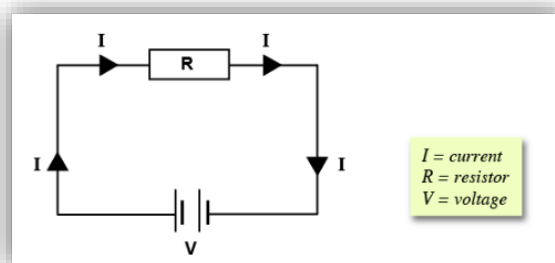 I I
R
I I
V
I = current
R = resistor
V = voltage